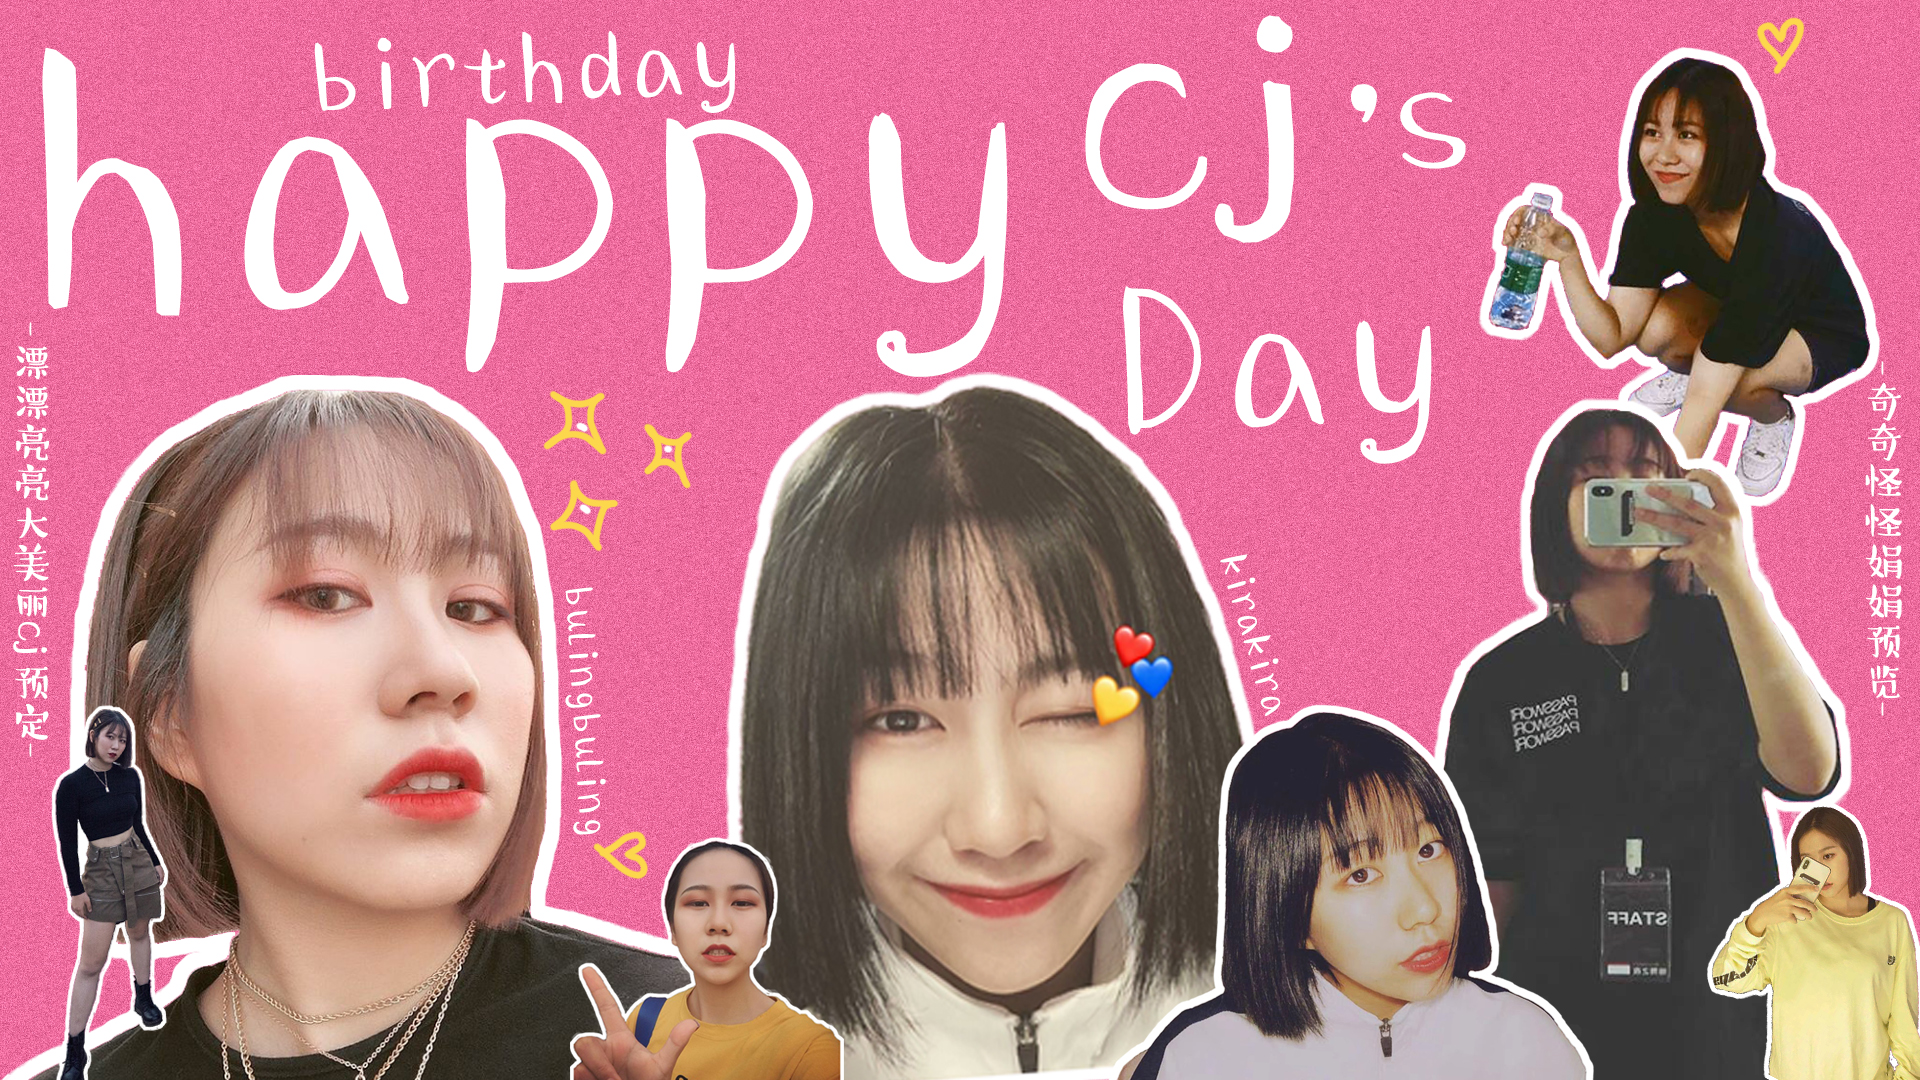 birthday
happy
cj's
Day
-漂漂亮亮大美丽cj预定-
-奇奇怪怪娟娟预览-
bulingbuling
kirakira
PASSWORD
PASSWORD
PASSWORD
STAFF